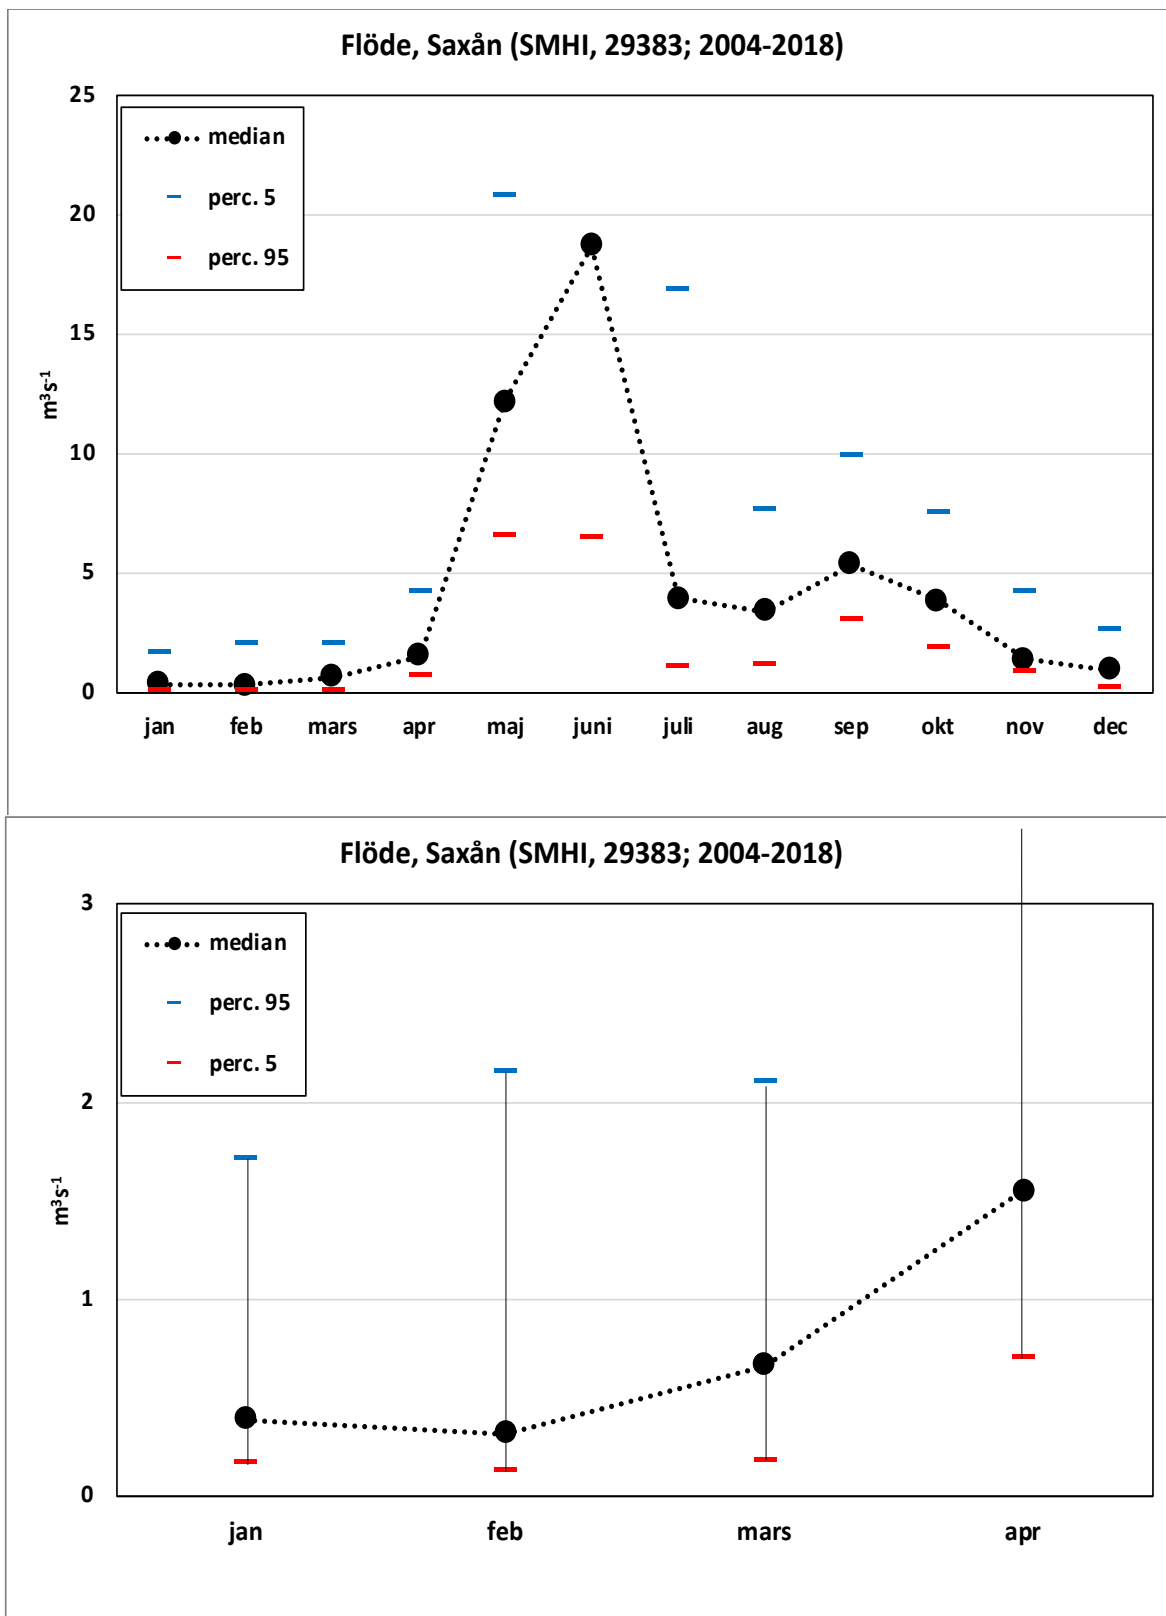 Flöde, Saxån (SMHI, 29383; 2004-2018)
25
median
perc. 5
20
perc. 95
15
m³s⁻¹
10
5
0
jan feb mars apr maj juni juli aug sep okt nov dec
Flöde, Saxån (SMHI, 29383; 2004-2018)
3
median
perc. 95
perc. 5
2
m³s⁻¹
1
0
jan feb mars apr